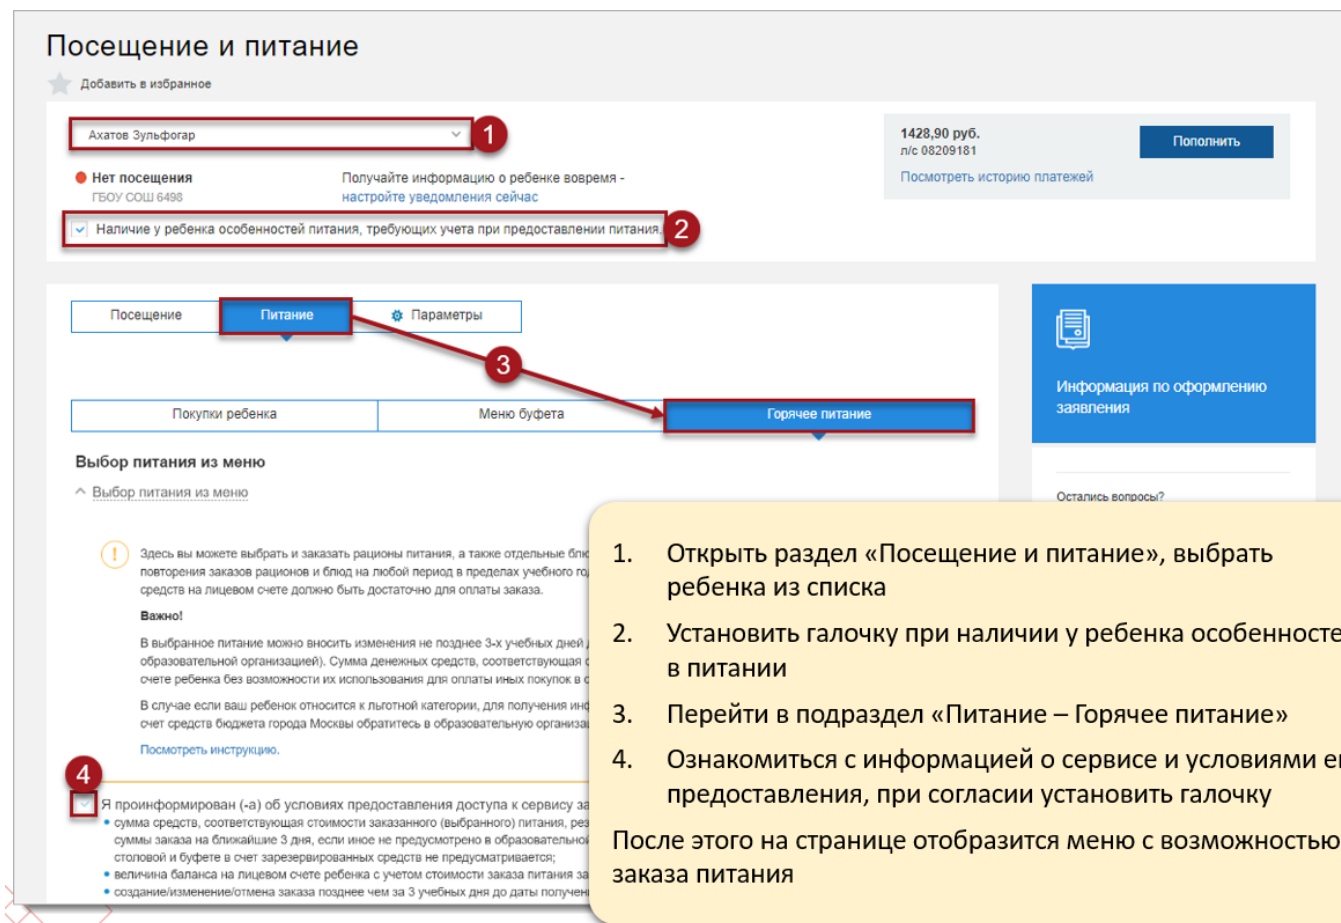 Посещение и питание
Добавить в избранное
Ахатов Зульфогар
1
1428,90 руб.
л/с 08209181
Пополнить
Посмотреть историю платежей
Нет посещения
ГБОУ СОШ 6498
Получайте информацию о ребенке вовремя -
настройте уведомления сейчас
Наличие у ребенка особенностей питания, требующих учета при предоставлении питания.
2
Посещение
Питание
Параметры
3
Покупки ребенка
Меню буфета
Горячее питание
Информация по оформлению
заявления
Остались вопросы?
Выбор питания из меню
Выбор питания из меню
Здесь вы можете выбрать и заказать рационы питания, а также отдельные
повторения заказов рационов и блюд на любой период в пределах учебного
средств на лицевом счете должно быть достаточно для оплаты заказа.
Важно!
В выбранное питание можно вносить изменения не позднее 3-х учебных дней
образовательной организацией). Сумма денежных средств, соответствующая
счете ребенка без возможности их использования для оплаты иных покупок в
В случае если ваш ребенок относится к льготной категории, для получения
счет средств бюджета города Москвы обратитесь в образовательную
Посмотреть инструкцию.
4
Я проинформирован (-а) об условиях предоставления доступа к сервису
сумма средств, соответствующая стоимости заказанного (выбранного) питания,
суммы заказа на ближайшие 3 дня, если иное не предусмотрено в
столовой и буфете в счет зарезервированных средств не предусматривается;
величина баланса на лицевом счете ребенка с учетом стоимости заказа питания
создание/изменение/отмена заказа позднее чем за 3 учебных дня до даты
1. Открыть раздел «Посещение и питание», выбрать
ребенка из списка
2. Установить галочку при наличии у ребенка особенносте
в питании
3. Перейти в подраздел «Питание – Горячее питание»
4. Ознакомиться с информацией о сервисе и условиями
предоставления, при согласии установить галочку
После этого на странице отобразится меню с возможностью
заказа питания